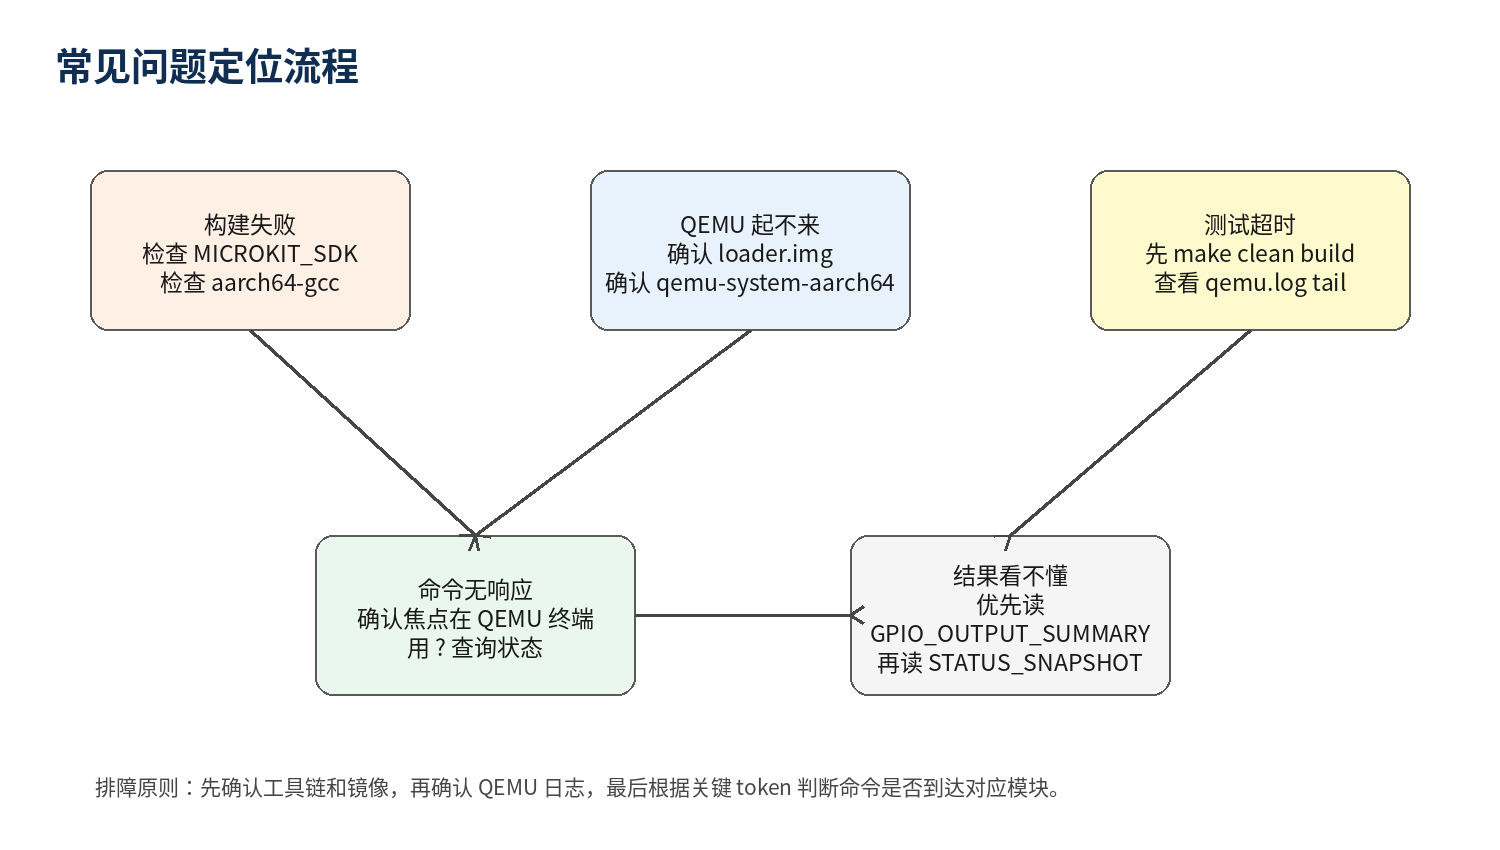 常见问题定位流程
构建失败
检查 MICROKIT_SDK
检查 aarch64-gcc
QEMU 起不来
确认 loader.img
确认 qemu-system-aarch64
测试超时
先 make clean build
查看 qemu.log tail
命令无响应
确认焦点在 QEMU 终端
用 ? 查询状态
结果看不懂
优先读
GPIO_OUTPUT_SUMMARY
再读 STATUS_SNAPSHOT
排障原则：先确认工具链和镜像，再确认 QEMU 日志，最后根据关键 token 判断命令是否到达对应模块。